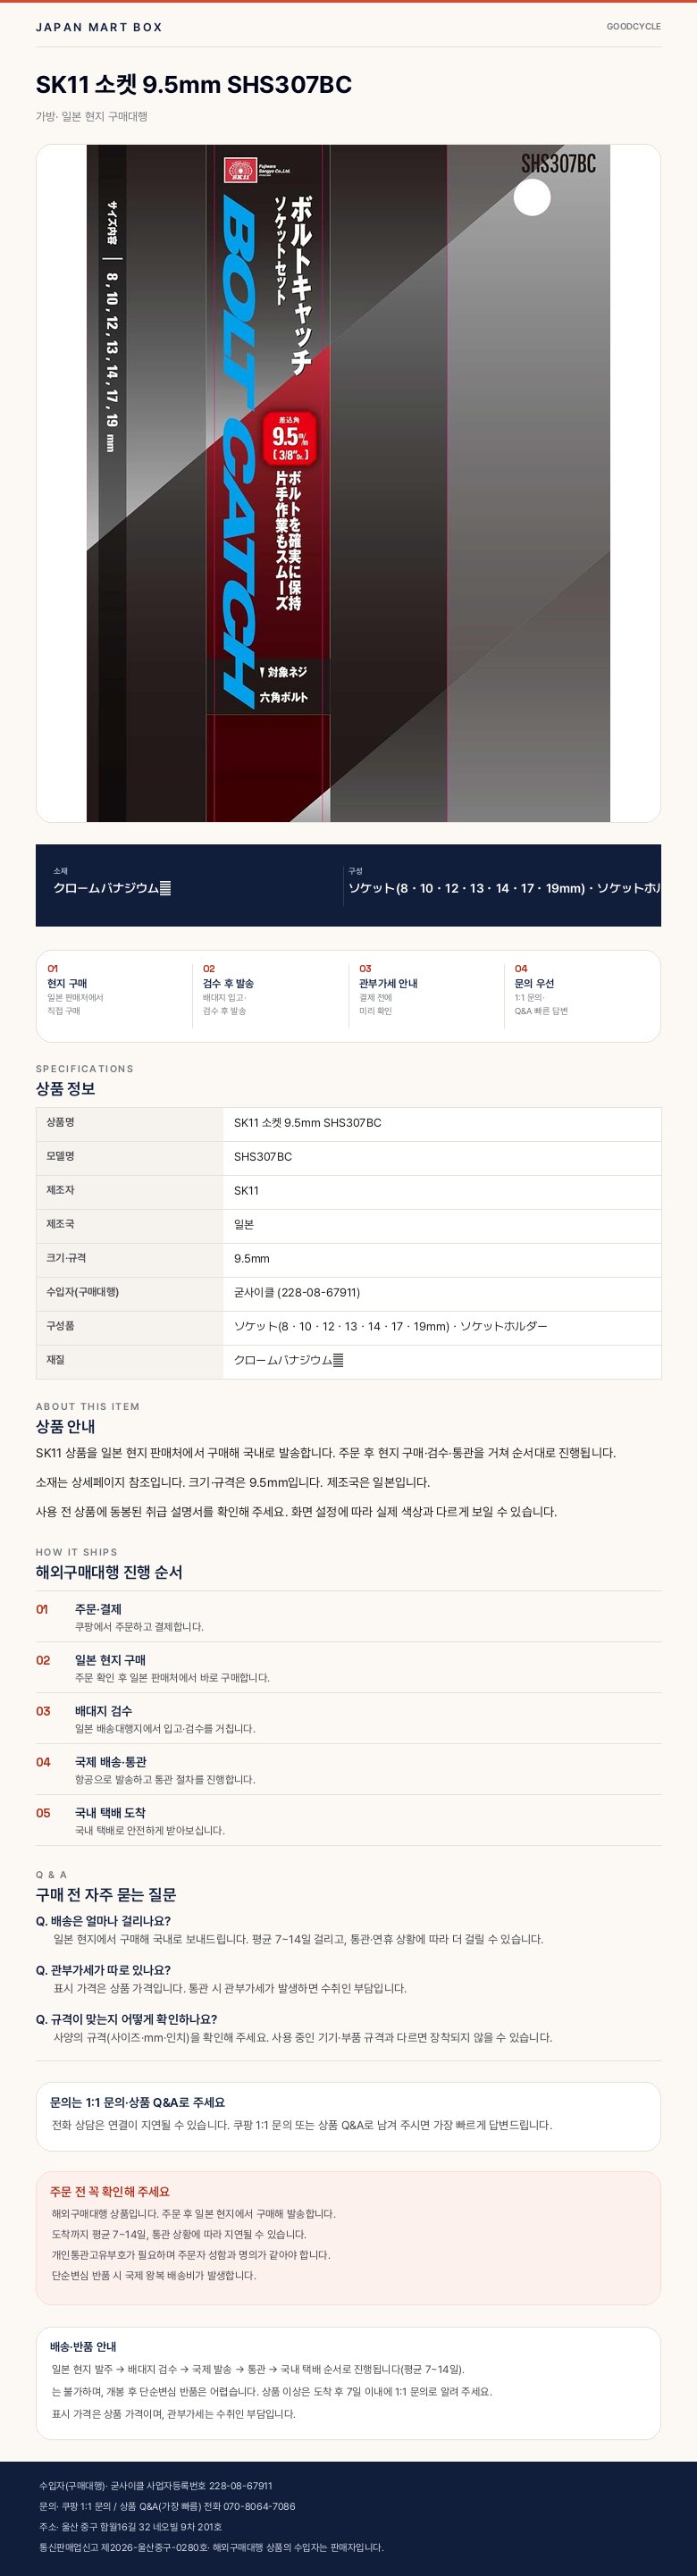 JAPAN MART BOX
GOODCYCLE
SK11 소켓 9.5mm SHS307BC
가방· 일본 현지 구매대행
SHS307BC
SK11
Fujiwara
Sangyo Co.,Ltd.
サイズ内容
8 , 10 , 12 , 13 , 14 , 17 , 19 mm
ボルトキャッチ
ソケットセット
BOLT CATCH
差込角
9.5m/m
[ 3/8"Dr. ]
ボルトを確実に保持
片手作業もスムーズ
▼対象ネジ
六角ボルト
소재
クロームバナジウム
구성
ソケット(8・10・12・13・14・17・19mm)・ソケットホル
01
현지 구매
일본 판매처에서
직접 구매
02
검수 후 발송
배대지 입고·
검수 후 발송
03
관부가세 안내
결제 전에
미리 확인
04
문의 우선
1:1 문의·
Q&A 빠른 답변
SPECIFICATIONS
상품 정보
상품명 SK11 소켓 9.5mm SHS307BC
모델명 SHS307BC
제조자 SK11
제조국 일본
크기·규격 9.5mm
수입자(구매대행) 굳사이클 (228-08-67911)
구성품 ソケット(8・10・12・13・14・17・19mm)・ソケットホルダー
재질 クロームバナジウム
ABOUT THIS ITEM
상품 안내
SK11 상품을 일본 현지 판매처에서 구매해 국내로 발송합니다. 주문 후 현지 구매·검수·통관을 거쳐 순서대로 진행됩니다.
소재는 상세페이지 참조입니다. 크기·규격은 9.5mm입니다. 제조국은 일본입니다.
사용 전 상품에 동봉된 취급 설명서를 확인해 주세요. 화면 설정에 따라 실제 색상과 다르게 보일 수 있습니다.
HOW IT SHIPS
해외구매대행 진행 순서
01 주문·결제
쿠팡에서 주문하고 결제합니다.
02 일본 현지 구매
주문 확인 후 일본 판매처에서 바로 구매합니다.
03 배대지 검수
일본 배송대행지에서 입고·검수를 거칩니다.
04 국제 배송·통관
항공으로 발송하고 통관 절차를 진행합니다.
05 국내 택배 도착
국내 택배로 안전하게 받아보십니다.
Q & A
구매 전 자주 묻는 질문
Q. 배송은 얼마나 걸리나요?
일본 현지에서 구매해 국내로 보내드립니다. 평균 7~14일 걸리고, 통관·연휴 상황에 따라 더 걸릴 수 있습니다.
Q. 관부가세가 따로 있나요?
표시 가격은 상품 가격입니다. 통관 시 관부가세가 발생하면 수취인 부담입니다.
Q. 규격이 맞는지 어떻게 확인하나요?
사양의 규격(사이즈·mm·인치)을 확인해 주세요. 사용 중인 기기·부품 규격과 다르면 장착되지 않을 수 있습니다.
문의는 1:1 문의·상품 Q&A로 주세요
전화 상담은 연결이 지연될 수 있습니다. 쿠팡 1:1 문의 또는 상품 Q&A로 남겨 주시면 가장 빠르게 답변드립니다.
주문 전 꼭 확인해 주세요
해외구매대행 상품입니다. 주문 후 일본 현지에서 구매해 발송합니다.
도착까지 평균 7~14일, 통관 상황에 따라 지연될 수 있습니다.
개인통관고유부호가 필요하며 주문자 성함과 명의가 같아야 합니다.
단순변심 반품 시 국제 왕복 배송비가 발생합니다.
배송·반품 안내
일본 현지 발주 → 배대지 검수 → 국제 발송 → 통관 → 국내 택배 순서로 진행됩니다(평균 7~14일).
는 불가하며, 개봉 후 단순변심 반품은 어렵습니다. 상품 이상은 도착 후 7일 이내에 1:1 문의로 알려 주세요.
표시 가격은 상품 가격이며, 관부가세는 수취인 부담입니다.
수입자(구매대행)· 굳사이클 사업자등록번호 228-08-67911
문의· 쿠팡 1:1 문의 / 상품 Q&A(가장 빠름) 전화 070-8064-7086
주소· 울산 중구 함월16길 32 네오빌 9차 201호
통신판매업신고 제2026-울산중구-0280호· 해외구매대행 상품의 수입자는 판매자입니다.